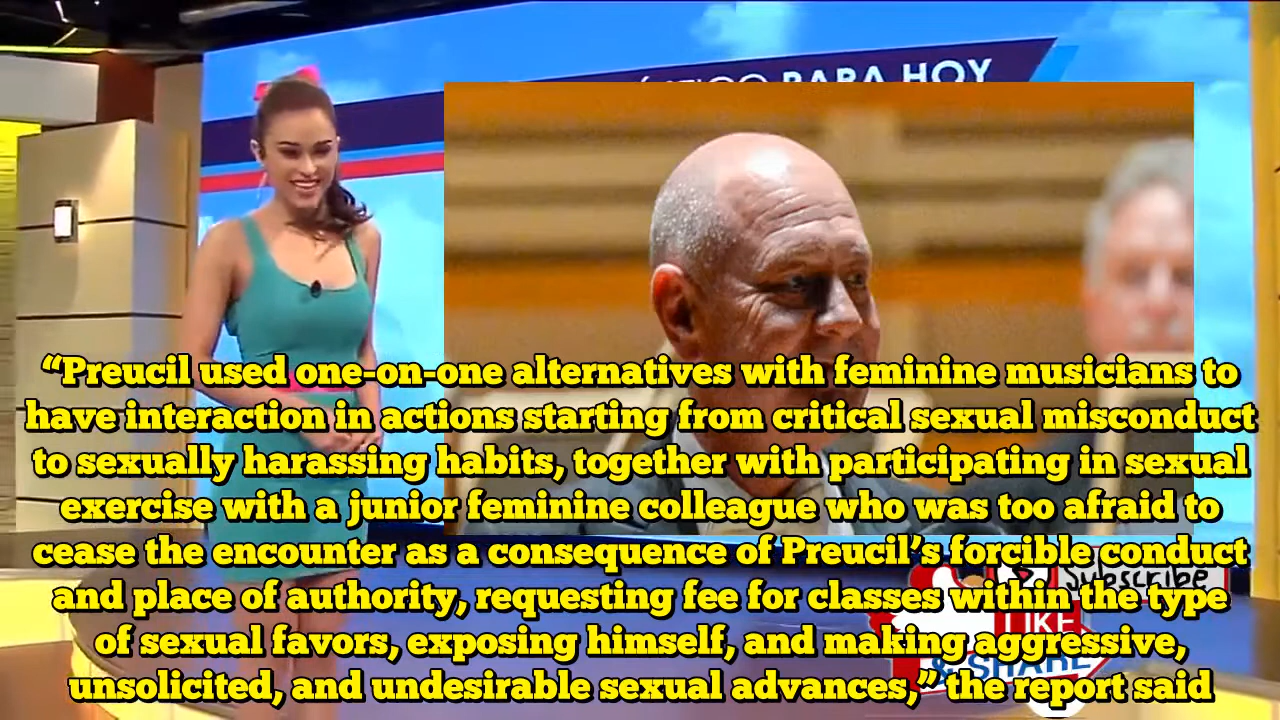 PARA HOY
“Preucil used one-on-one alternatives with feminine musicians to
have interaction in actions starting from critical sexual misconduct
to sexually harassing habits, together with participating in sexual
exercise with a junior feminine colleague who was too afraid to
cease the encounter as a consequence of Preucil’s forcible conduct
and place of authority, requesting fee for classes within the type
of sexual favors, exposing himself, and making aggressive,
unsolicited, and undesirable sexual advances,” the report said
Subscribe
LIKE
& SHARE